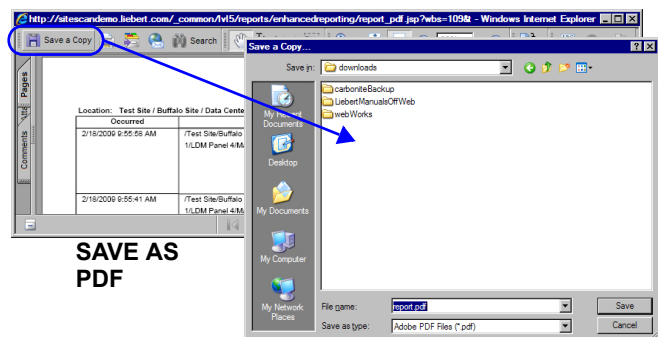 http://sitescandemo.liebert.com/_common/lvl5/reports/enhancedreporting/report_pdf.jsp?wbs=109& - Windows Internet Explorer
Save a Copy
Search
Pages
Comments
Location: Test Site / Buffalo Site / Data Cente
Occurred
2/18/2009 9:55:58 AM
/Test Site/Buffalo
1/LDM Panel 4/M
2/18/2009 9:55:41 AM
/Test Site/Buffalo
1/LDM Panel 4/M
SAVE AS
PDF
Save a Copy...
Save in:
downloads
carboniteBackup
LiebertManualsOffWeb
webWorks
My Recent
Documents
Desktop
My Documents
My Computer
My Network
Places
File name:
report.pdf
Save
Save as type:
Adobe PDF Files (*.pdf)
Cancel